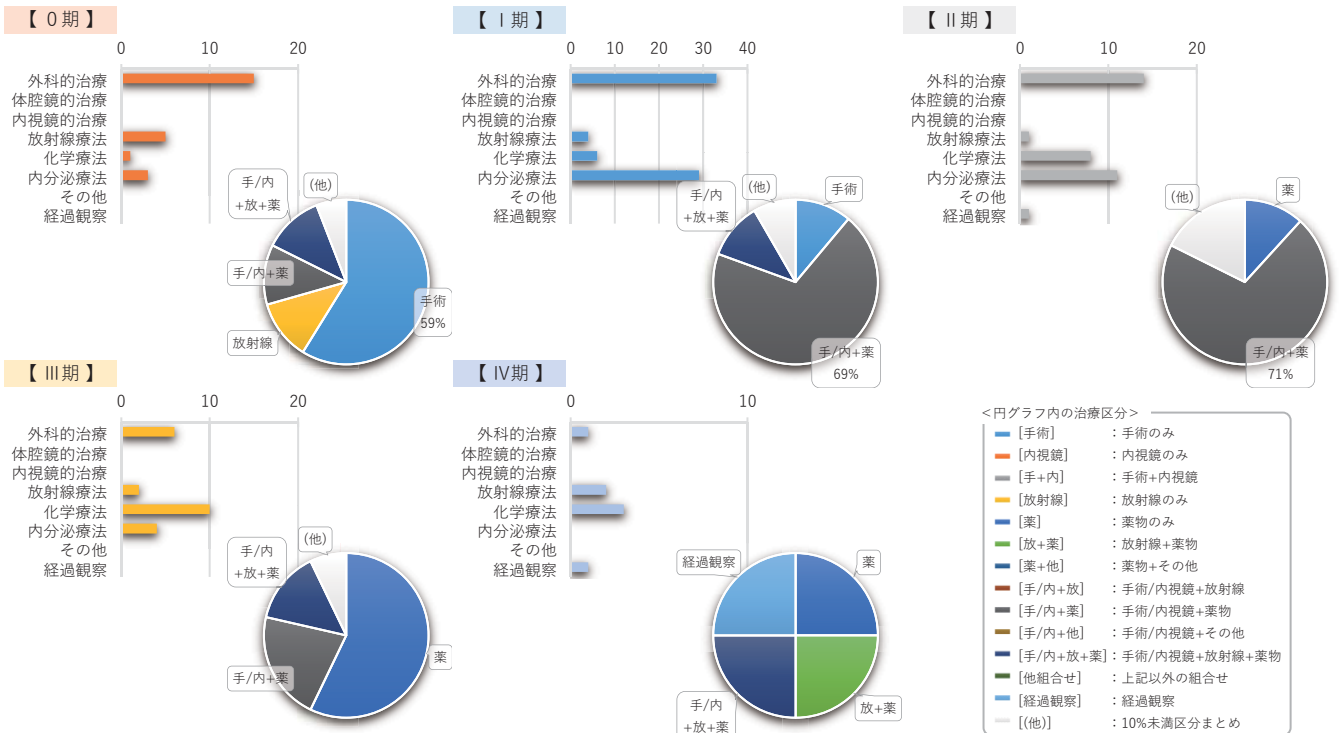 【 0期 】
0 10 20
外科的治療
体腔鏡的治療
内視鏡的治療
放射線療法
化学療法
内分泌療法
その他
経過観察
手/内
+放+薬
(他)
手/内+薬
放射線
手術
59%
【 I期 】
0 10 20 30 40
外科的治療
体腔鏡的治療
内視鏡的治療
放射線療法
化学療法
内分泌療法
その他
経過観察
手/内
+放+薬
(他)
手術
手/内+薬
69%
【 II期 】
0 10 20
外科的治療
体腔鏡的治療
内視鏡的治療
放射線療法
化学療法
内分泌療法
その他
経過観察
(他)
薬
手/内+薬
71%
【 III期 】
0 10 20
外科的治療
体腔鏡的治療
内視鏡的治療
放射線療法
化学療法
内分泌療法
その他
経過観察
手/内
+放+薬
(他)
手/内+薬
薬
【 IV期 】
0 10
外科的治療
体腔鏡的治療
内視鏡的治療
放射線療法
化学療法
内分泌療法
その他
経過観察
経過観察
薬
手/内
+放+薬
放+薬
<円グラフ内の治療区分>
[手術] ：手術のみ
[内視鏡] ：内視鏡のみ
[手+内] ：手術+内視鏡
[放射線] ：放射線のみ
[薬] ：薬物のみ
[放+薬] ：放射線+薬物
[薬+他] ：薬物+その他
[手/内+放] ：手術/内視鏡+放射線
[手/内+薬] ：手術/内視鏡+薬物
[手/内+他] ：手術/内視鏡+その他
[手/内+放+薬]：手術/内視鏡+放射線+薬物
[他組合せ] ：上記以外の組合せ
[経過観察] ：経過観察
[(他)] ：10%未満区分まとめ